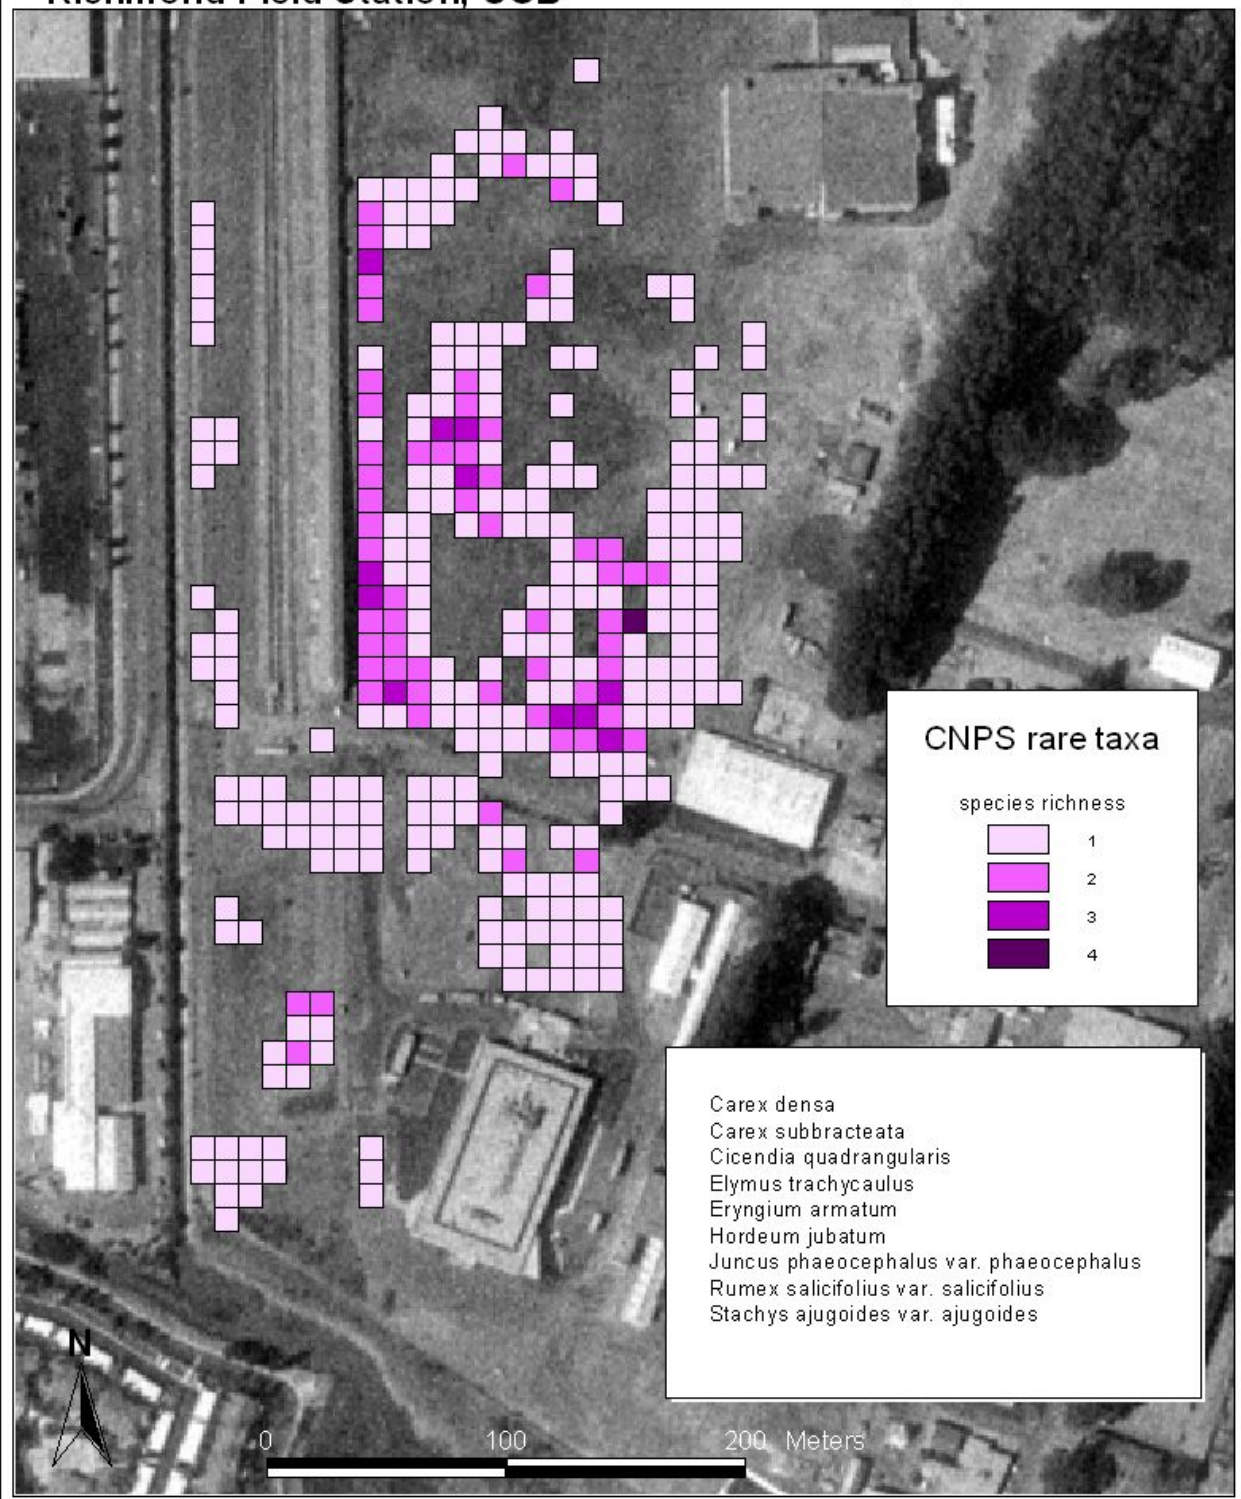 Richmond Field Station, UCB
CNPS rare taxa
species richness
1
2
3
4
Carex densa
Carex subbracteata
Cicendia quadrangularis
Elymus trachycaulus
Eryngium armatum
Hordeum jubatum
Juncus phaeocephalus var. phaeocephalus
Rumex salicifolius var. salicifolius
Stachys ajugoides var. ajugoides
N
0 100 200 Meters